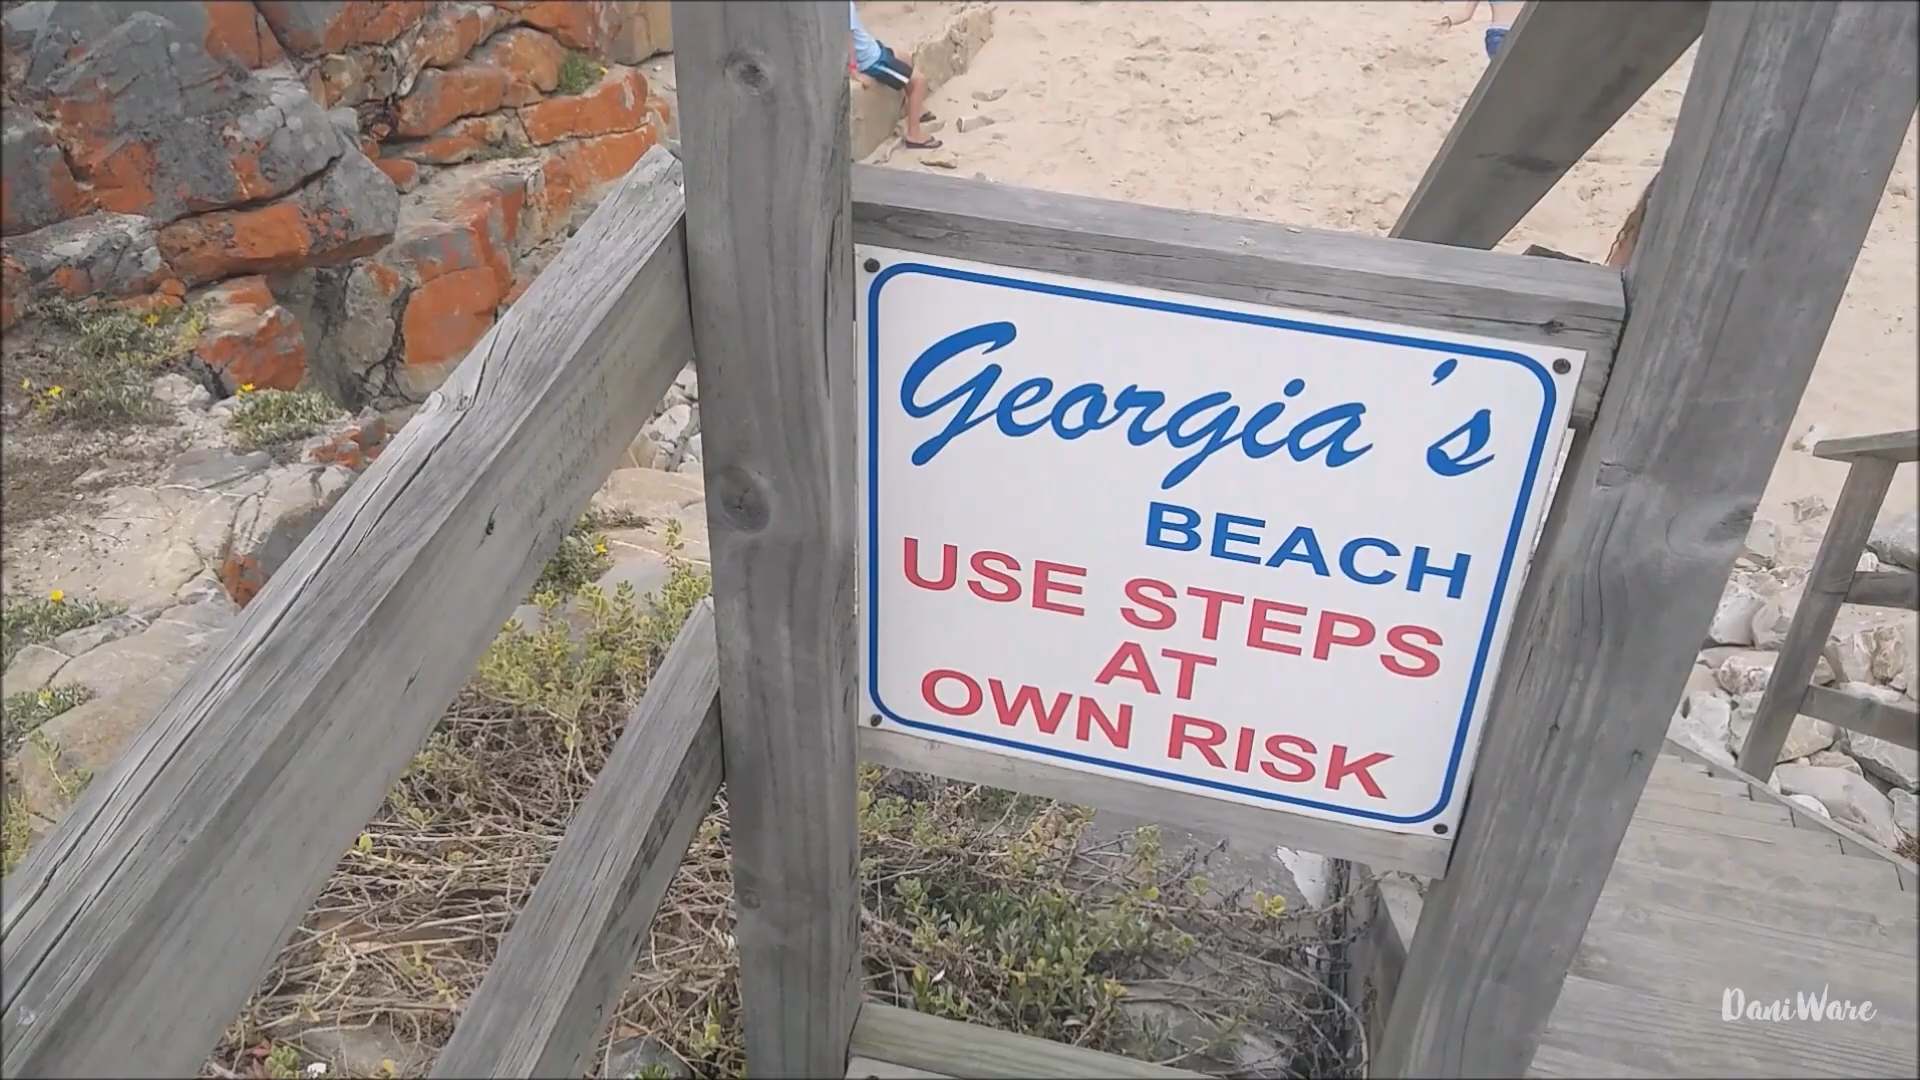 Georgia's
BEACH
USE STEPS
AT
OWN RISK
DaniWare